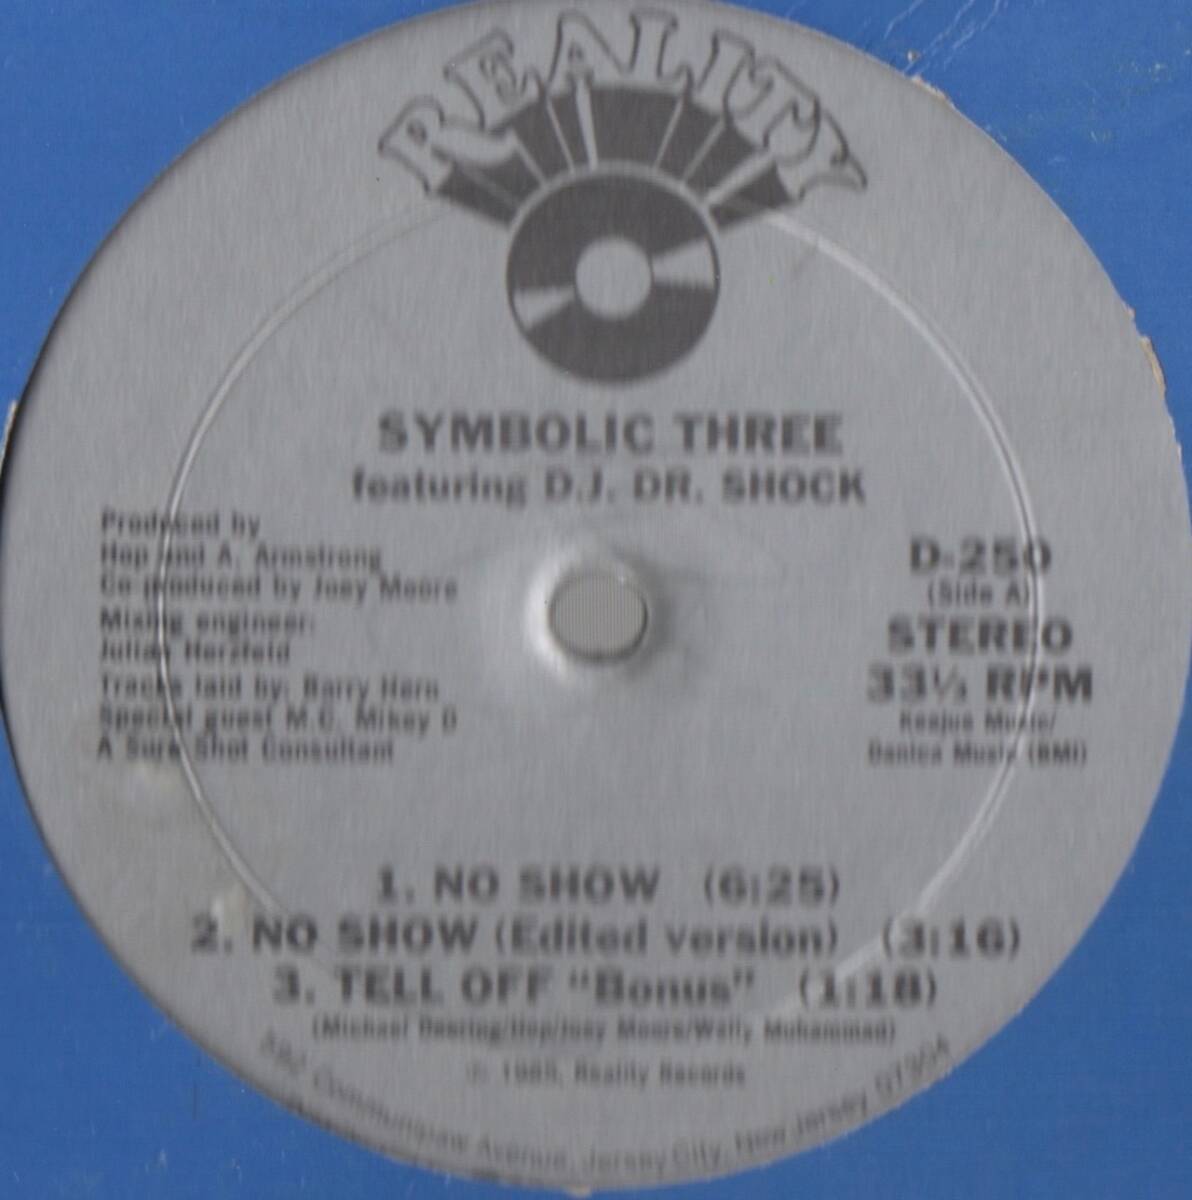 REALITY
SYMBOLIC THREE
featuring D.J. DR. SHOCK
Produced by
Hop and A. Armstrong
Co-produced by Joey Moore
Mixing engineer:
Julian Herzfeld
Tracks laid by: Barry Hern
Special guest M.C. Mikey D
A Sure Shot Consultant
D-250
(Side A)
STEREO
33⅓ RPM
Keejue Music/
Danica Music (BMI)
1. NO SHOW (6:25)
2. NO SHOW (Edited version) (3:16)
3. TELL OFF "Bonus" (1:18)
(Michael Deering/Hop/Joey Moore/Wally Muhammad)
1985, Reality Records
592 Communipaw Avenue, Jersey City, New Jersey 07304